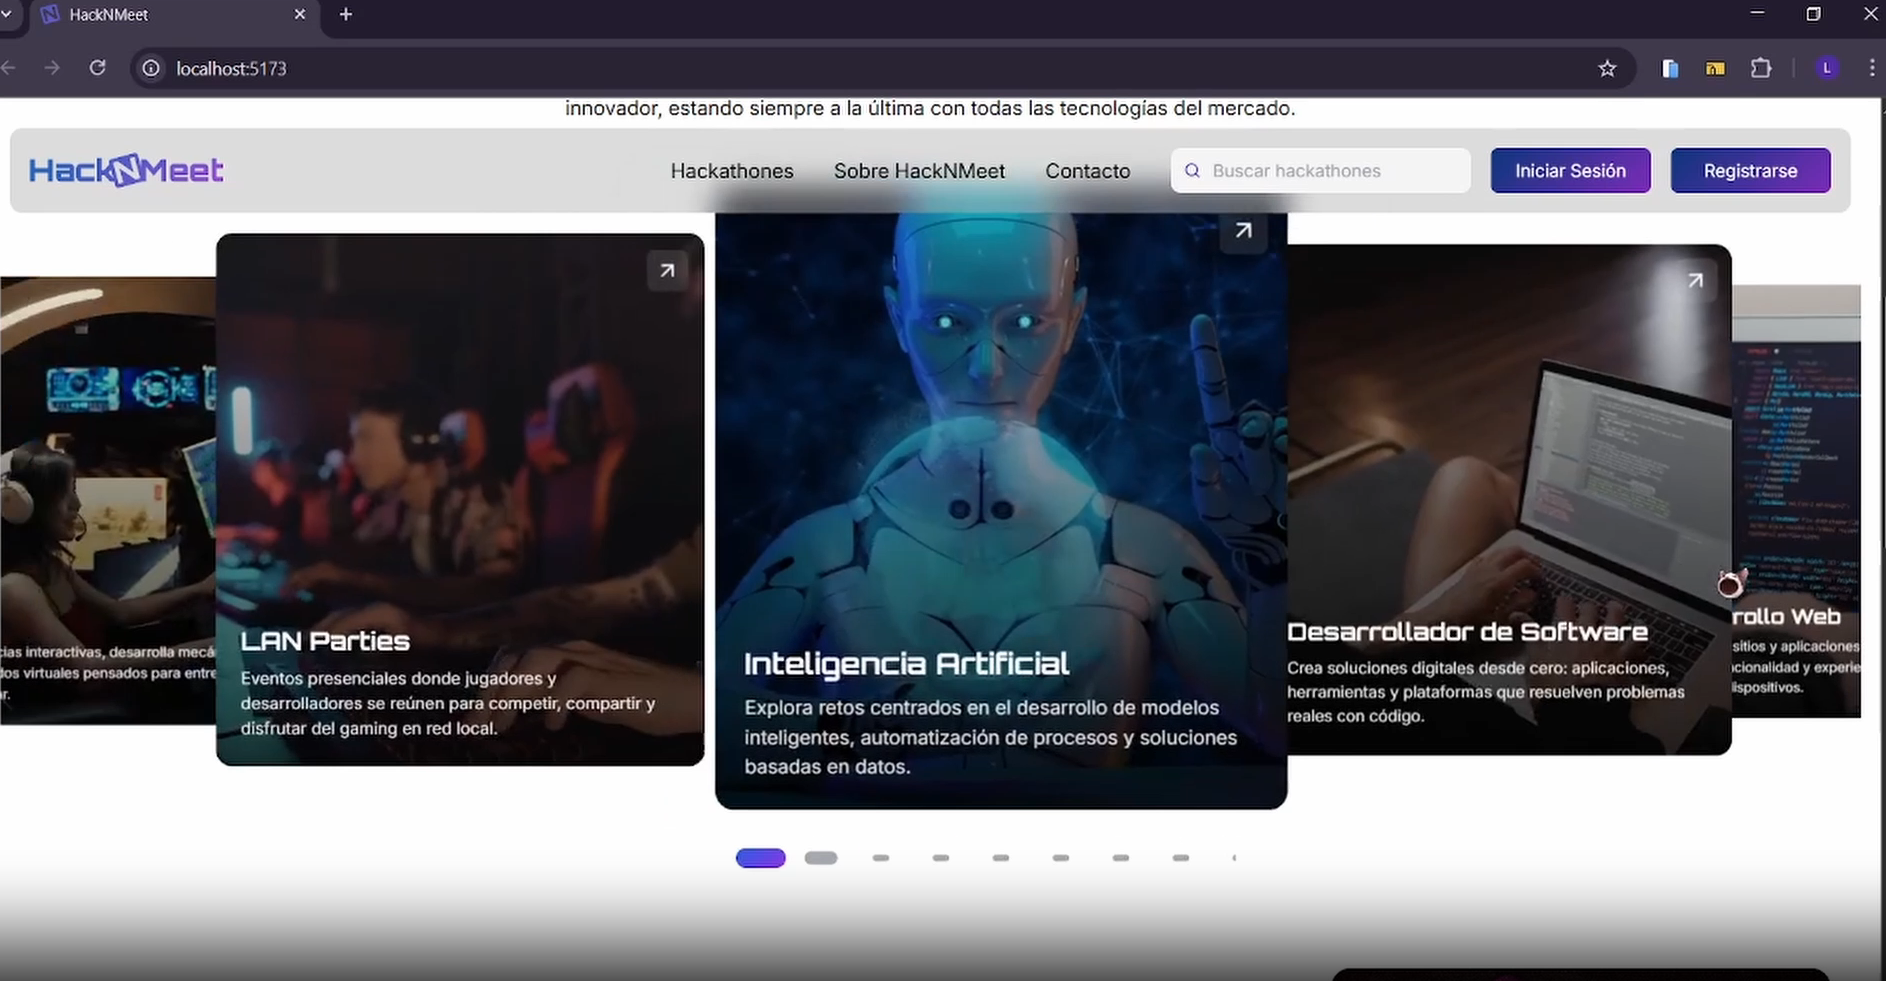 HackNMeet
localhost:5173
L
innovador, estando siempre a la última con todas las tecnologías del mercado.
HackNMeet
Hackathones
Sobre HackNMeet
Contacto
Buscar hackathones
Iniciar Sesión
Registrarse
ias interactivas, desarrolla mecá
los virtuales pensados para entre
r.
LAN Parties
Eventos presenciales donde jugadores y
desarrolladores se reúnen para competir, compartir y
disfrutar del gaming en red local.
Inteligencia Artificial
Explora retos centrados en el desarrollo de modelos
inteligentes, automatización de procesos y soluciones
basadas en datos.
Desarrollador de Software
Crea soluciones digitales desde cero: aplicaciones,
herramientas y plataformas que resuelven problemas
reales con código.
rollo Web
sitios y aplicaciones
cionalidad y experie
ispositivos.